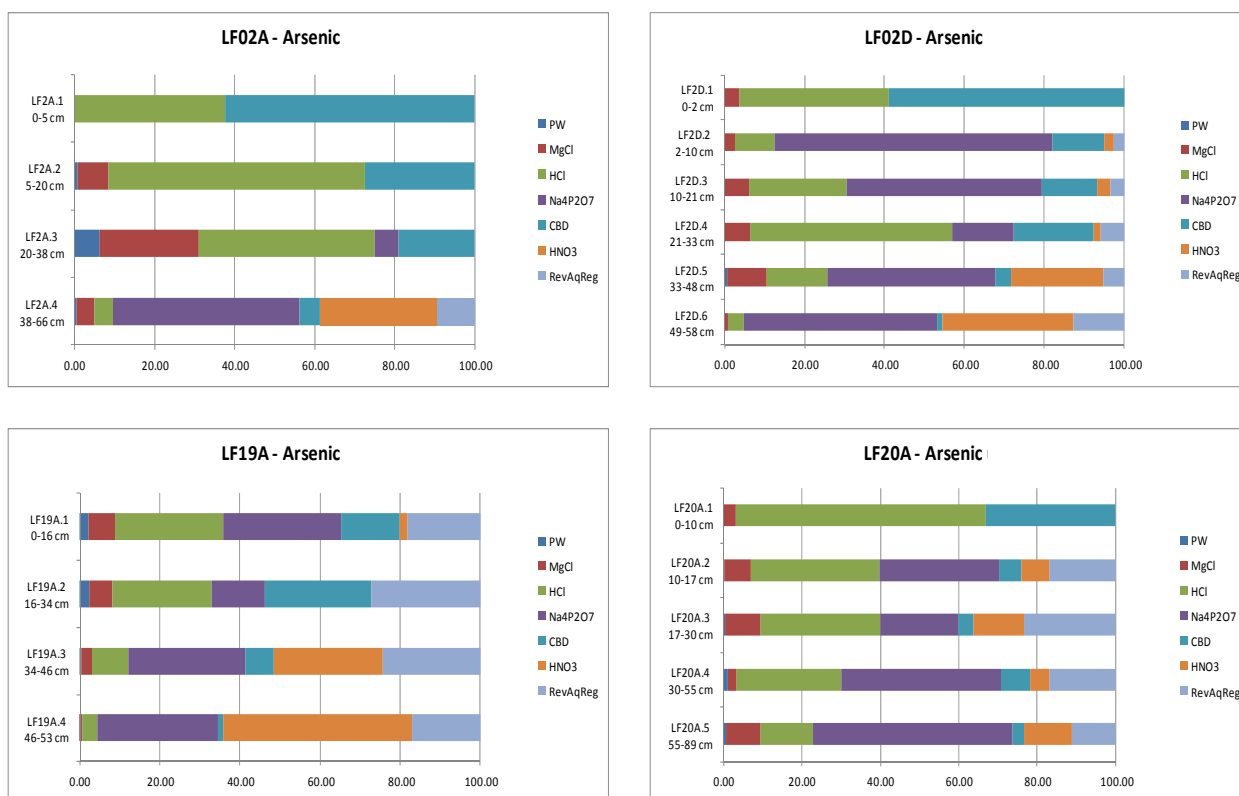 LF02A - Arsenic
LF2A.1
0-5 cm
LF2A.2
5-20 cm
LF2A.3
20-38 cm
LF2A.4
38-66 cm
0.00 20.00 40.00 60.00 80.00 100.00
PW
MgCl
HCl
Na4P2O7
CBD
HNO3
RevAqReg
LF02D - Arsenic
LF2D.1
0-2 cm
LF2D.2
2-10 cm
LF2D.3
10-21 cm
LF2D.4
21-33 cm
LF2D.5
33-48 cm
LF2D.6
49-58 cm
0.00 20.00 40.00 60.00 80.00 100.00
PW
MgCl
HCl
Na4P2O7
CBD
HNO3
RevAqReg
LF19A - Arsenic
LF19A.1
0-16 cm
LF19A.2
16-34 cm
LF19A.3
34-46 cm
LF19A.4
46-53 cm
0.00 20.00 40.00 60.00 80.00 100.00
PW
MgCl
HCl
Na4P2O7
CBD
HNO3
RevAqReg
LF20A - Arsenic
LF20A.1
0-10 cm
LF20A.2
10-17 cm
LF20A.3
17-30 cm
LF20A.4
30-55 cm
LF20A.5
55-89 cm
0.00 20.00 40.00 60.00 80.00 100.00
PW
MgCl
HCl
Na4P2O7
CBD
HNO3
RevAqReg